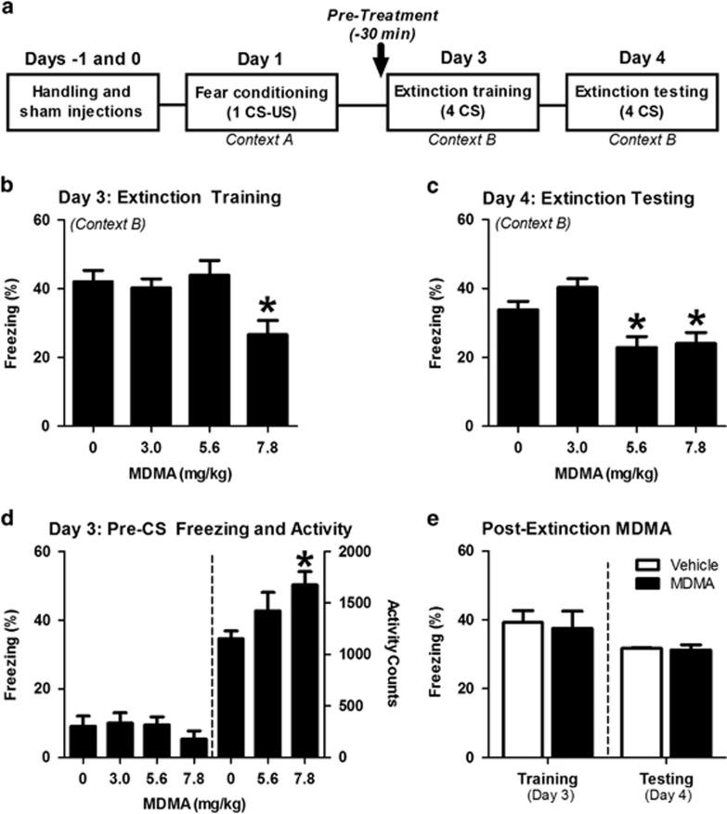 a
Pre-Treatment
(-30 min)
Days -1 and 0
Day 1
Day 3
Day 4
Handling and
sham injections
Fear conditioning
(1 CS-US)
Extinction training
(4 CS)
Extinction testing
(4 CS)
Context A
Context B
Context B
b
Day 3: Extinction Training
(Context B)
60
40
20
0
Freezing (%)
*
0 3.0 5.6 7.8
MDMA (mg/kg)
c
Day 4: Extinction Testing
(Context B)
60
40
20
0
Freezing (%)
* *
0 3.0 5.6 7.8
MDMA (mg/kg)
d
Day 3: Pre-CS Freezing and Activity
60
40
20
0
Freezing (%)
*
2000
1500
1000
500
0
Activity Counts
0 3.0 5.6 7.8 0 5.6 7.8
MDMA (mg/kg)
e
Post-Extinction MDMA
60
40
20
0
Freezing (%)
Vehicle
MDMA
Training
(Day 3)
Testing
(Day 4)